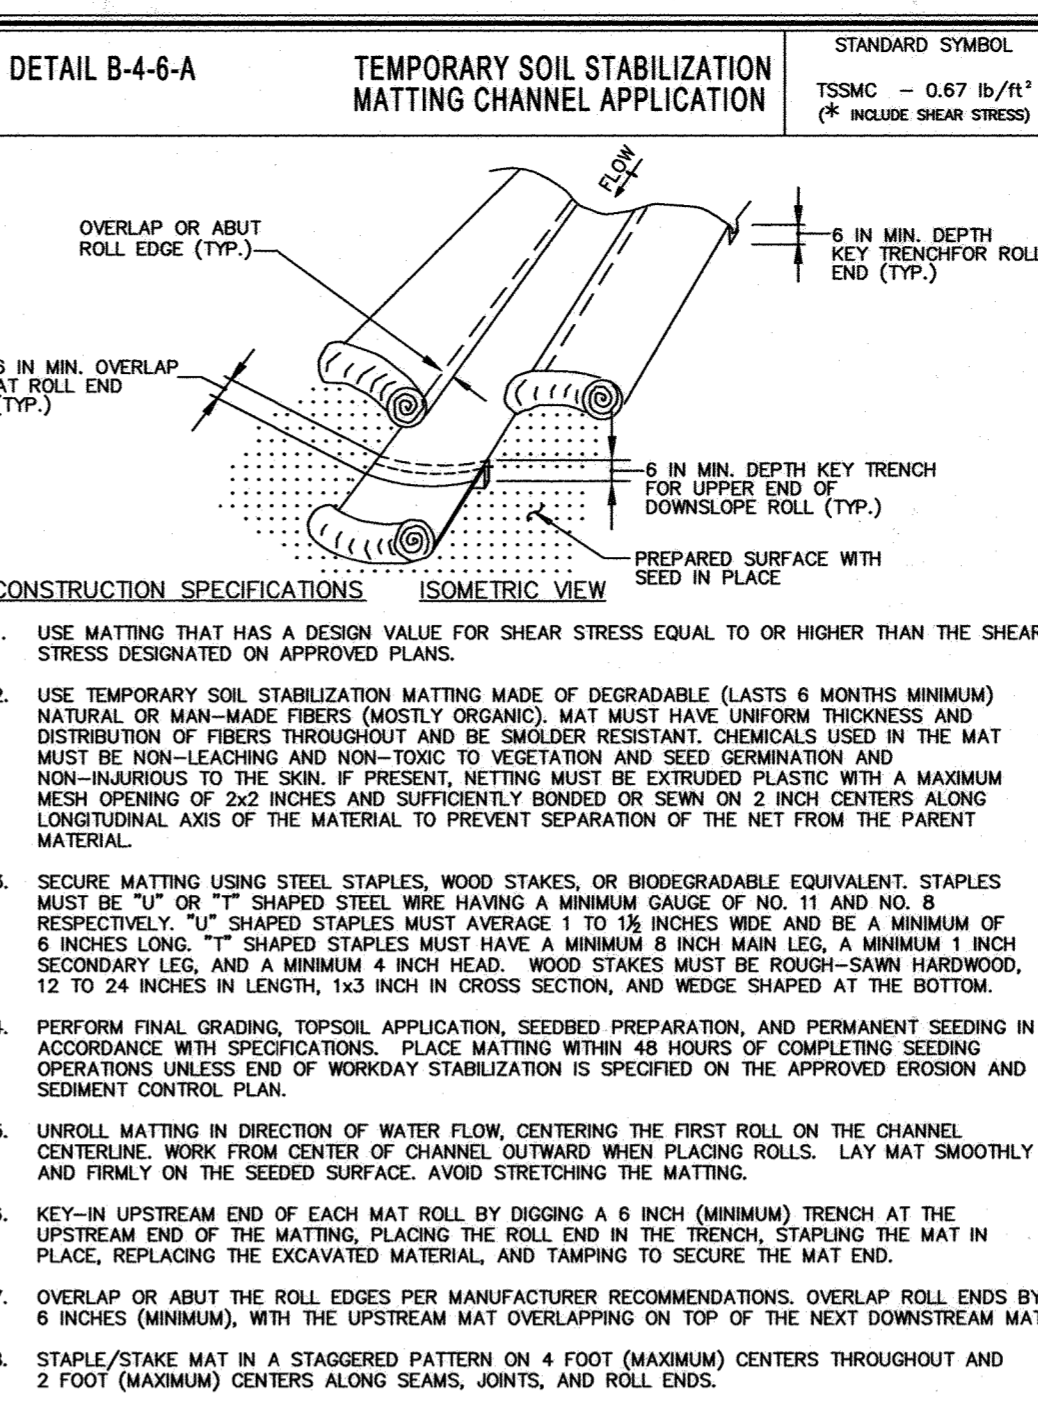 DETAIL B-4-6-A
TEMPORARY SOIL STABILIZATION
MATTING CHANNEL APPLICATION
STANDARD SYMBOL
TSSMC - 0.67 lb/ft²
(* INCLUDE SHEAR STRESS)
FLOW
OVERLAP OR ABUT
ROLL EDGE (TYP.)
6 IN MIN. DEPTH
KEY TRENCHFOR ROLL
END (TYP.)
6 IN MIN. OVERLAP
AT ROLL END
(TYP.)
6 IN MIN. DEPTH KEY TRENCH
FOR UPPER END OF
DOWNSLOPE ROLL (TYP.)
PREPARED SURFACE WITH
SEED IN PLACE
CONSTRUCTION SPECIFICATIONS
ISOMETRIC VIEW
. USE MATTING THAT HAS A DESIGN VALUE FOR SHEAR STRESS EQUAL TO OR HIGHER THAN THE SHEAR
STRESS DESIGNATED ON APPROVED PLANS.
2. USE TEMPORARY SOIL STABILIZATION MATTING MADE OF DEGRADABLE (LASTS 6 MONTHS MINIMUM)
NATURAL OR MAN-MADE FIBERS (MOSTLY ORGANIC). MAT MUST HAVE UNIFORM THICKNESS AND
DISTRIBUTION OF FIBERS THROUGHOUT AND BE SMOLDER RESISTANT. CHEMICALS USED IN THE MAT
MUST BE NON-LEACHING AND NON-TOXIC TO VEGETATION AND SEED GERMINATION AND
NON-INJURIOUS TO THE SKIN. IF PRESENT, NETTING MUST BE EXTRUDED PLASTIC WITH A MAXIMUM
MESH OPENING OF 2x2 INCHES AND SUFFICIENTLY BONDED OR SEWN ON 2 INCH CENTERS ALONG
LONGITUDINAL AXIS OF THE MATERIAL TO PREVENT SEPARATION OF THE NET FROM THE PARENT
MATERIAL.
3. SECURE MATTING USING STEEL STAPLES, WOOD STAKES, OR BIODEGRADABLE EQUIVALENT. STAPLES
MUST BE "U" OR "T" SHAPED STEEL WIRE HAVING A MINIMUM GAUGE OF NO. 11 AND NO. 8
RESPECTIVELY. "U" SHAPED STAPLES MUST AVERAGE 1 TO 1½ INCHES WIDE AND BE A MINIMUM OF
6 INCHES LONG. "T" SHAPED STAPLES MUST HAVE A MINIMUM 8 INCH MAIN LEG, A MINIMUM 1 INCH
SECONDARY LEG, AND A MINIMUM 4 INCH HEAD. WOOD STAKES MUST BE ROUGH-SAWN HARDWOOD,
12 TO 24 INCHES IN LENGTH, 1x3 INCH IN CROSS SECTION, AND WEDGE SHAPED AT THE BOTTOM.
4. PERFORM FINAL GRADING, TOPSOIL APPLICATION, SEEDBED PREPARATION, AND PERMANENT SEEDING IN
ACCORDANCE WITH SPECIFICATIONS. PLACE MATTING WITHIN 48 HOURS OF COMPLETING SEEDING
OPERATIONS UNLESS END OF WORKDAY STABILIZATION IS SPECIFIED ON THE APPROVED EROSION AND
SEDIMENT CONTROL PLAN.
5. UNROLL MATTING IN DIRECTION OF WATER FLOW, CENTERING THE FIRST ROLL ON THE CHANNEL
CENTERLINE. WORK FROM CENTER OF CHANNEL OUTWARD WHEN PLACING ROLLS. LAY MAT SMOOTHLY
AND FIRMLY ON THE SEEDED SURFACE. AVOID STRETCHING THE MATTING.
6. KEY-IN UPSTREAM END OF EACH MAT ROLL BY DIGGING A 6 INCH (MINIMUM) TRENCH AT THE
UPSTREAM END OF THE MATTING, PLACING THE ROLL END IN THE TRENCH, STAPLING THE MAT IN
PLACE, REPLACING THE EXCAVATED MATERIAL, AND TAMPING TO SECURE THE MAT END.
7. OVERLAP OR ABUT THE ROLL EDGES PER MANUFACTURER RECOMMENDATIONS. OVERLAP ROLL ENDS BY
6 INCHES (MINIMUM), WITH THE UPSTREAM MAT OVERLAPPING ON TOP OF THE NEXT DOWNSTREAM MAT
8. STAPLE/STAKE MAT IN A STAGGERED PATTERN ON 4 FOOT (MAXIMUM) CENTERS THROUGHOUT AND
2 FOOT (MAXIMUM) CENTERS ALONG SEAMS, JOINTS, AND ROLL ENDS.